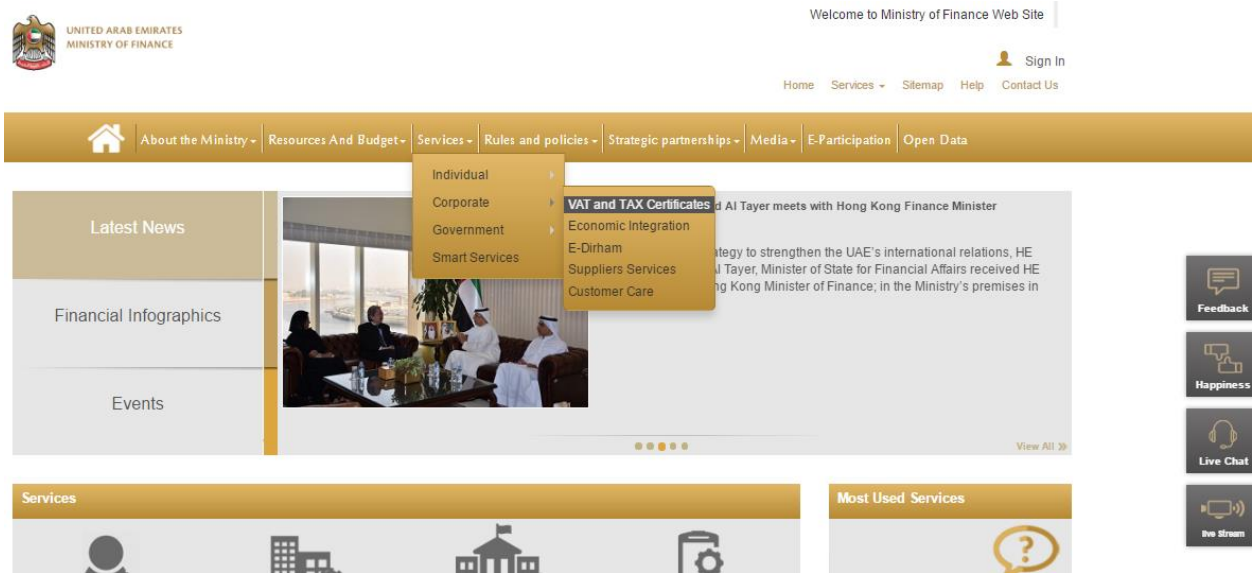 Welcome to Ministry of Finance Web Site
UNITED ARAB EMIRATES
MINISTRY OF FINANCE
Sign In
Home Services Sitemap Help Contact Us
About the Ministry Resources And Budget Services Rules and policies Strategic partnerships Media E-Participation Open Data
Individual
Corporate
Government
Smart Services
VAT and TAX Certificates
Economic Integration
E-Dirham
Suppliers Services
Customer Care
Latest News
Financial Infographics
Events
d Al Tayer meets with Hong Kong Finance Minister
ategy to strengthen the UAE's international relations, HE
Tayer, Minister of State for Financial Affairs received HE
ng Kong Minister of Finance; in the Ministry's premises in
View All »
Feedback
Happiness
Live Chat
live Stream
Services
Most Used Services